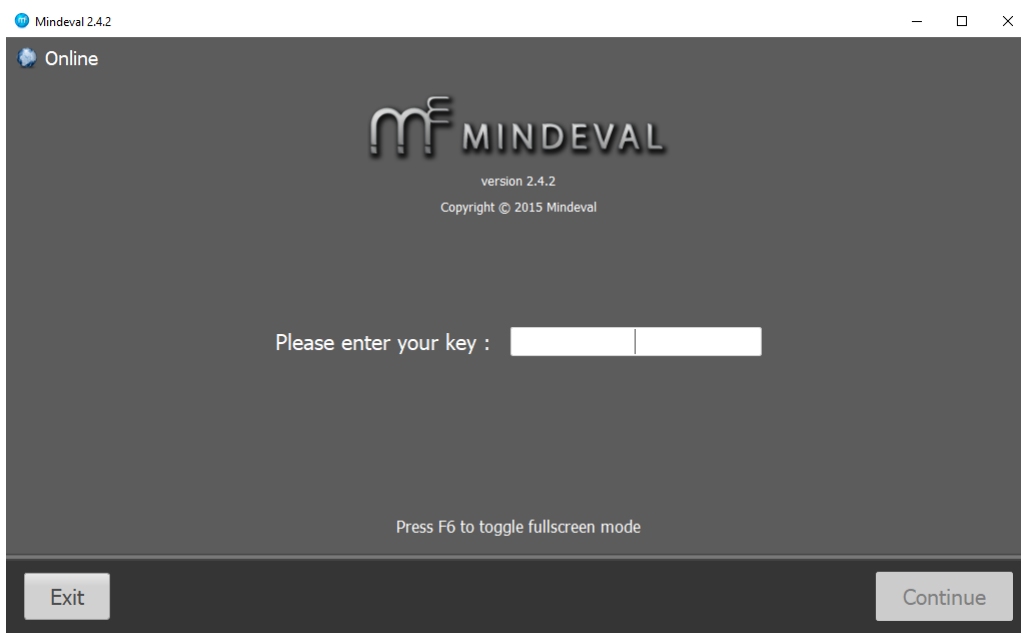 Mindeval 2.4.2
Online
MINDEVAL
version 2.4.2
Copyright © 2015 Mindeval
Please enter your key :
Press F6 to toggle fullscreen mode
Exit
Continue